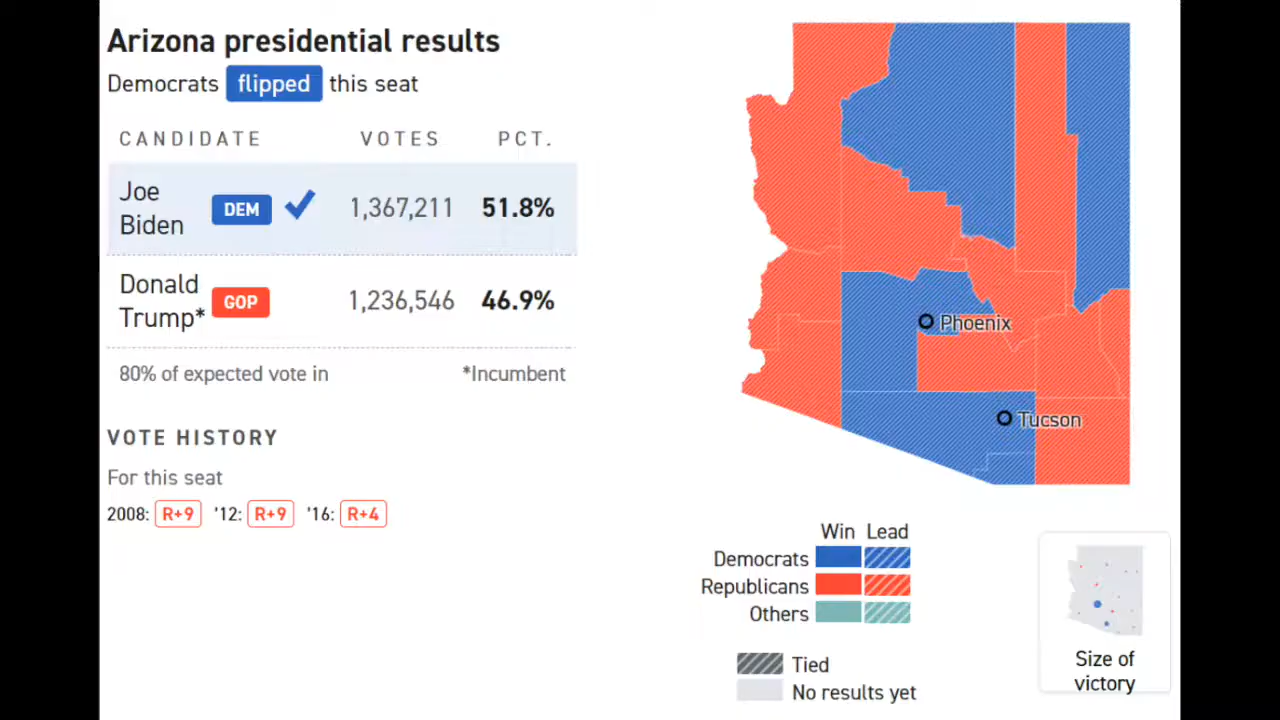 Arizona presidential results
Democrats flipped this seat
CANDIDATE VOTES PCT.
Joe Biden DEM 1,367,211 51.8%
Donald Trump* GOP 1,236,546 46.9%
80% of expected vote in *Incumbent
VOTE HISTORY
For this seat
2008: R+9 '12: R+9 '16: R+4
Phoenix
Tucson
Win Lead
Democrats
Republicans
Others
Tied
No results yet
Size of
victory